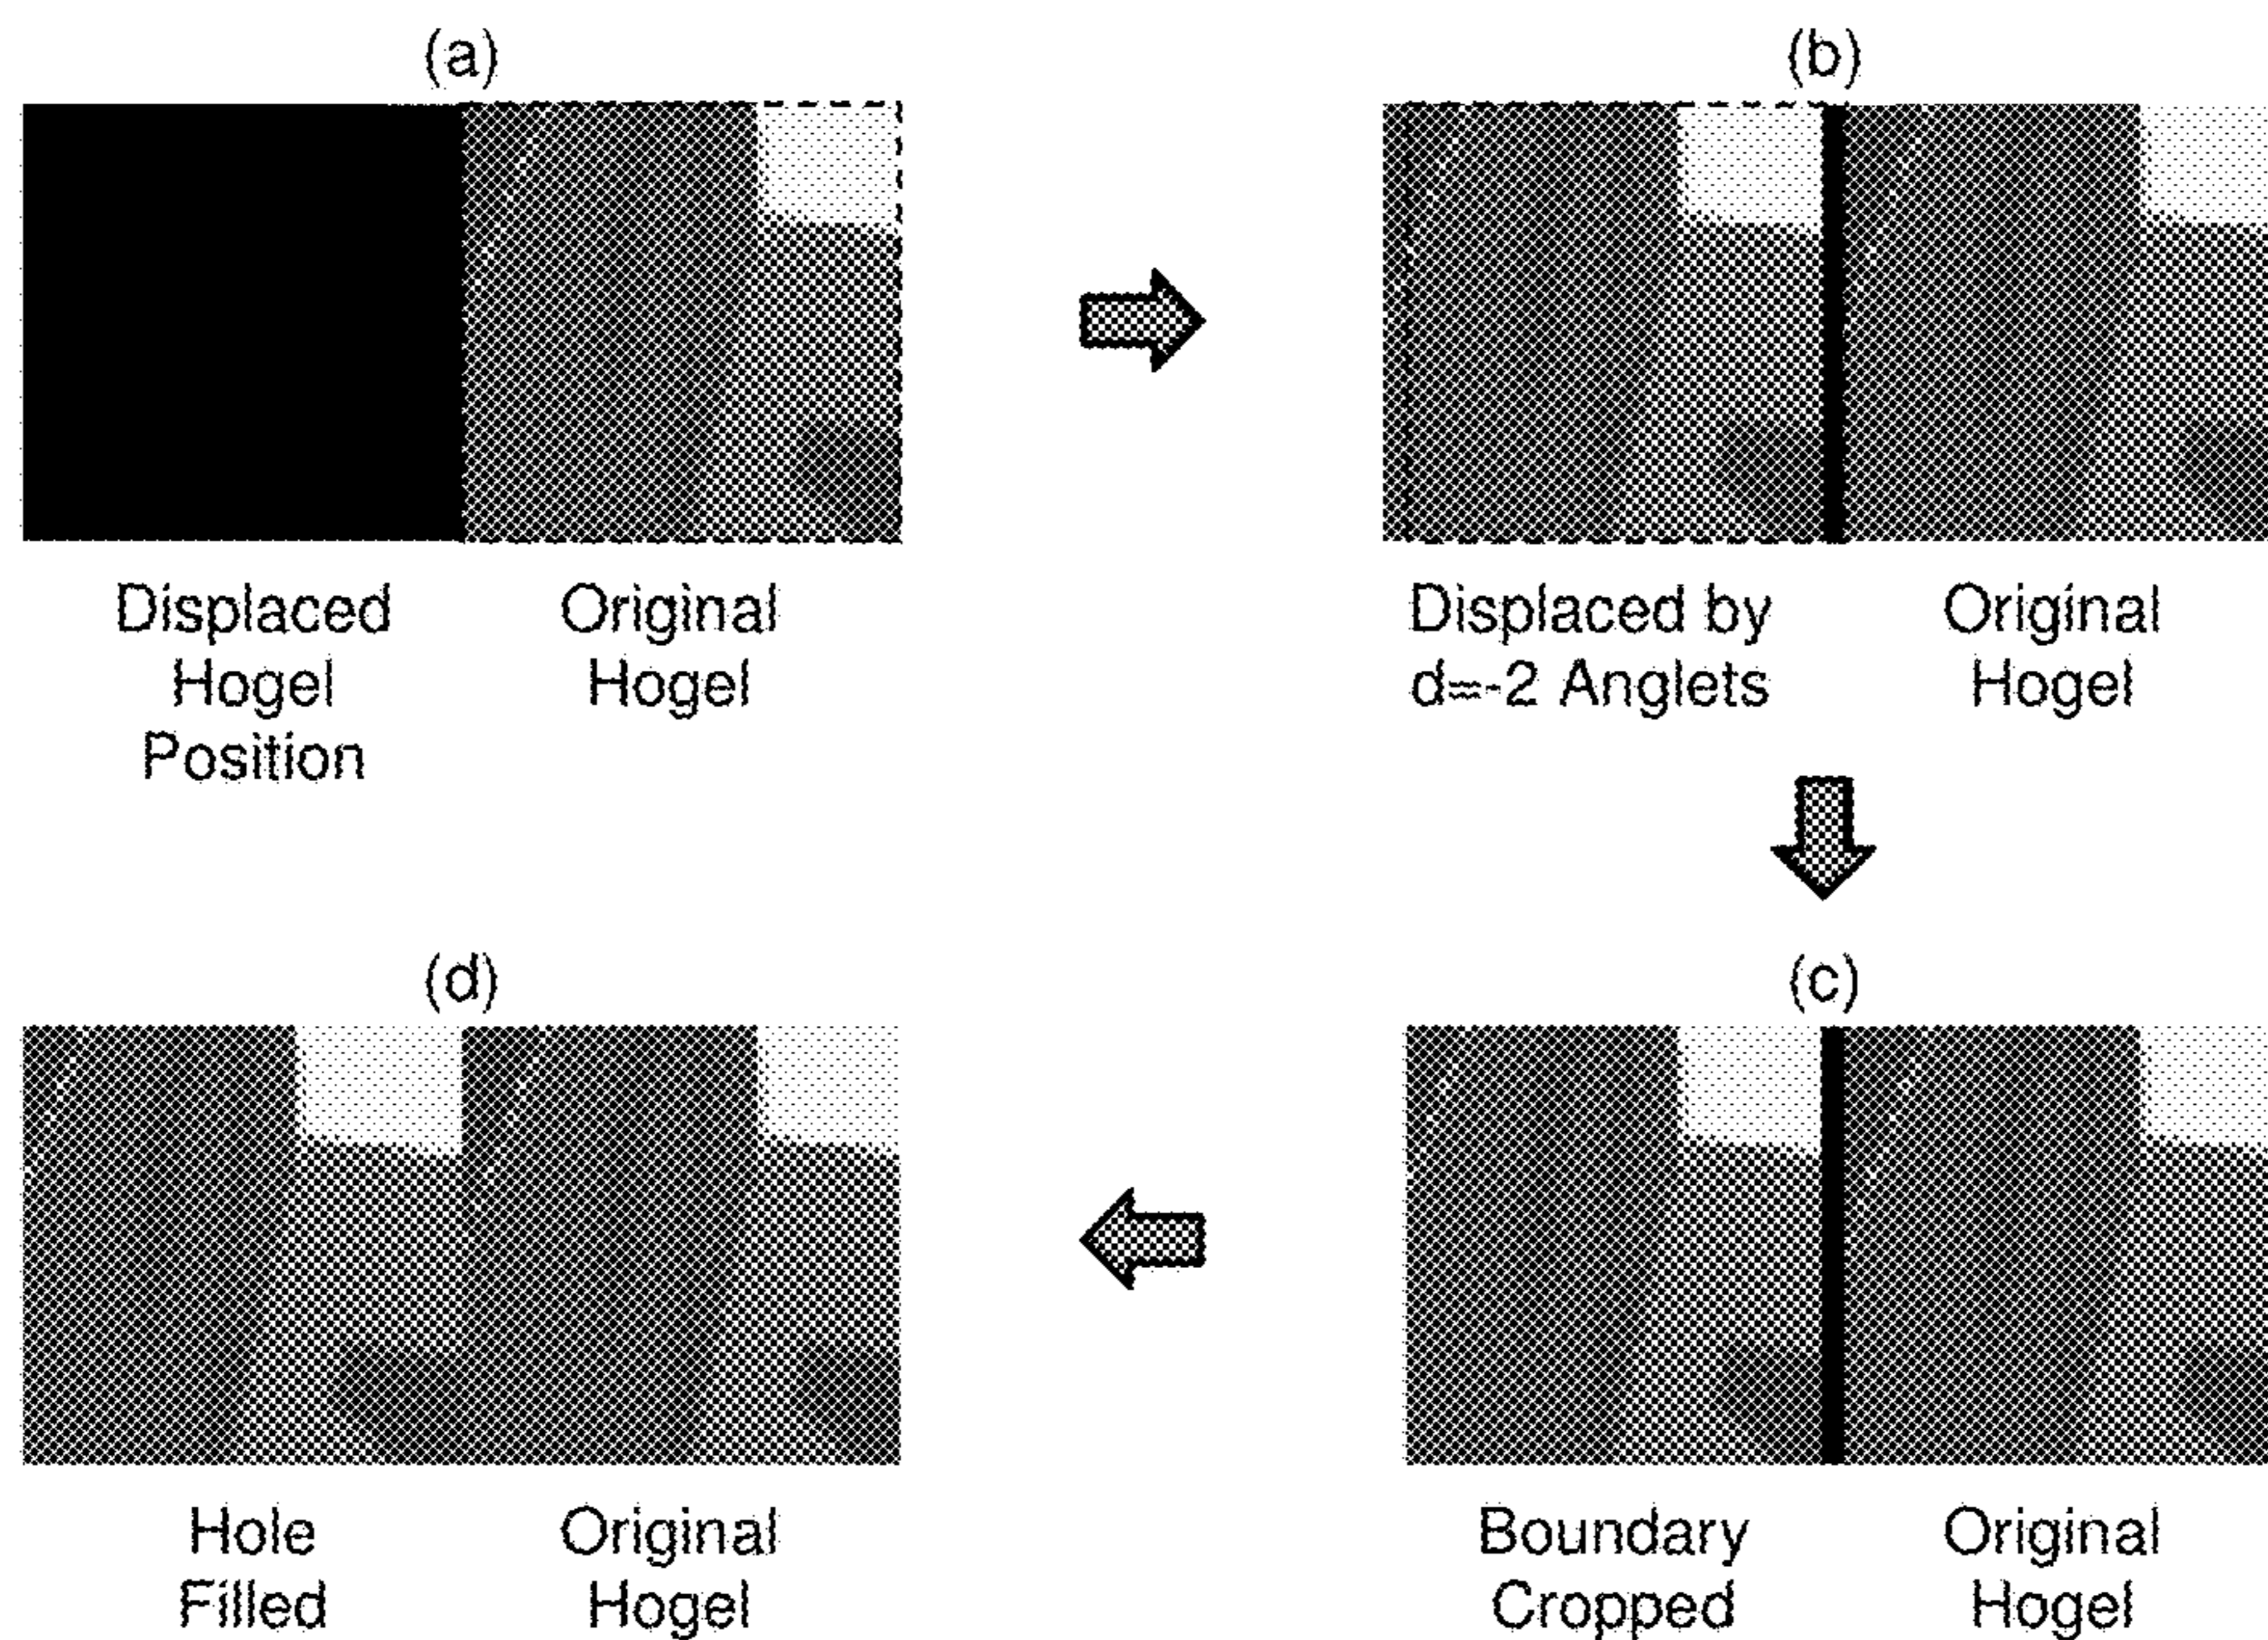 (a)
Displaced
Hogel
Position
Original
Hogel
(b)
Displaced by
d=-2 Anglets
Original
Hogel
(c)
Boundary
Cropped
Original
Hogel
(d)
Hole
Filled
Original
Hogel